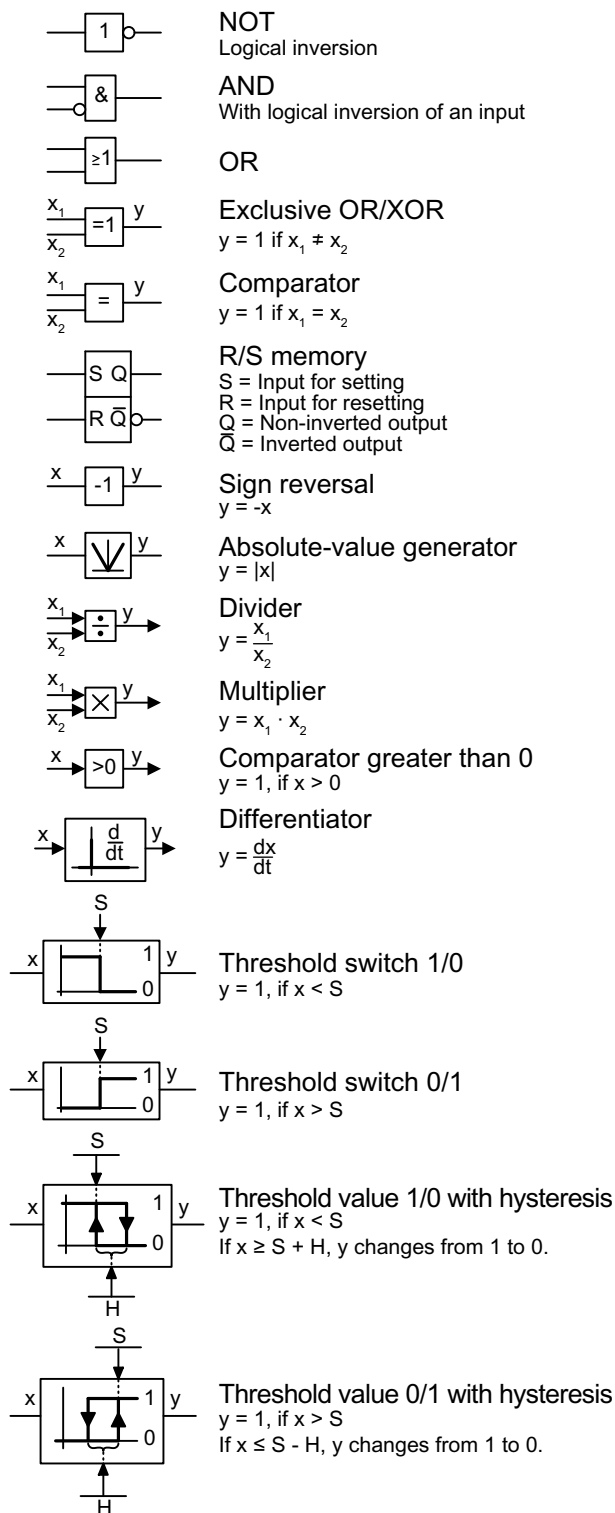 1
NOT
Logical inversion
&
AND
With logical inversion of an input
≥1
OR
x₁
x₂
=1
y
Exclusive OR/XOR
y = 1 if x₁ ≠ x₂
x₁
x₂
=
y
Comparator
y = 1 if x₁ = x₂
S Q
R Q̅
R/S memory
S = Input for setting
R = Input for resetting
Q = Non-inverted output
Q̅ = Inverted output
x
-1
y
Sign reversal
y = -x
x
y
Absolute-value generator
y = |x|
x₁
x₂
÷
y
Divider
y = x₁
x₂
x₁
x₂
×
y
Multiplier
y = x₁ · x₂
x
>0
y
Comparator greater than 0
y = 1, if x > 0
x
d
dt
y
Differentiator
y = dx
dt
S
x
1
0
y
Threshold switch 1/0
y = 1, if x < S
S
x
1
0
y
Threshold switch 0/1
y = 1, if x > S
S
x
1
0
y
H
Threshold value 1/0 with hysteresis
y = 1, if x < S
If x ≥ S + H, y changes from 1 to 0.
S
x
1
0
y
H
Threshold value 0/1 with hysteresis
y = 1, if x > S
If x ≤ S - H, y changes from 1 to 0.